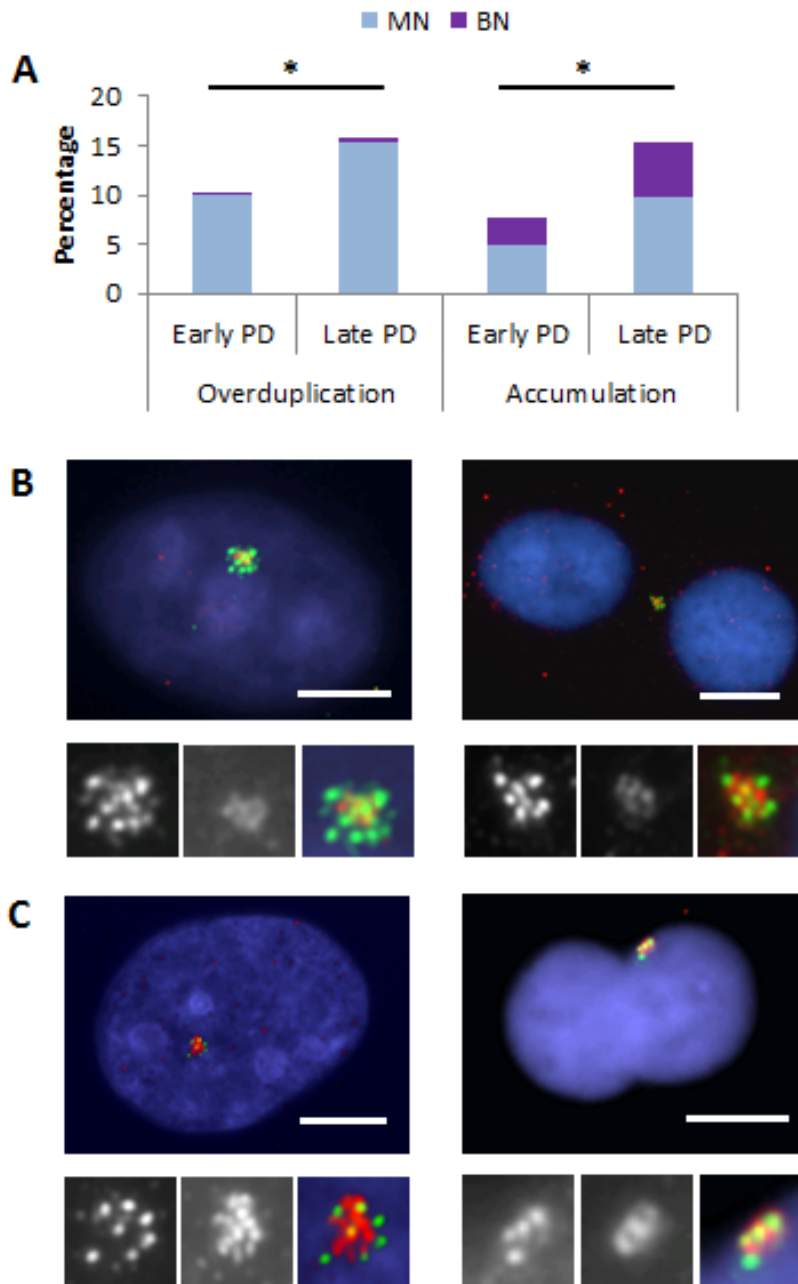 MN BN
A
*
*
Percentage
20
15
10
5
0
Early PD Late PD Early PD Late PD
Overduplication Accumulation
B
C